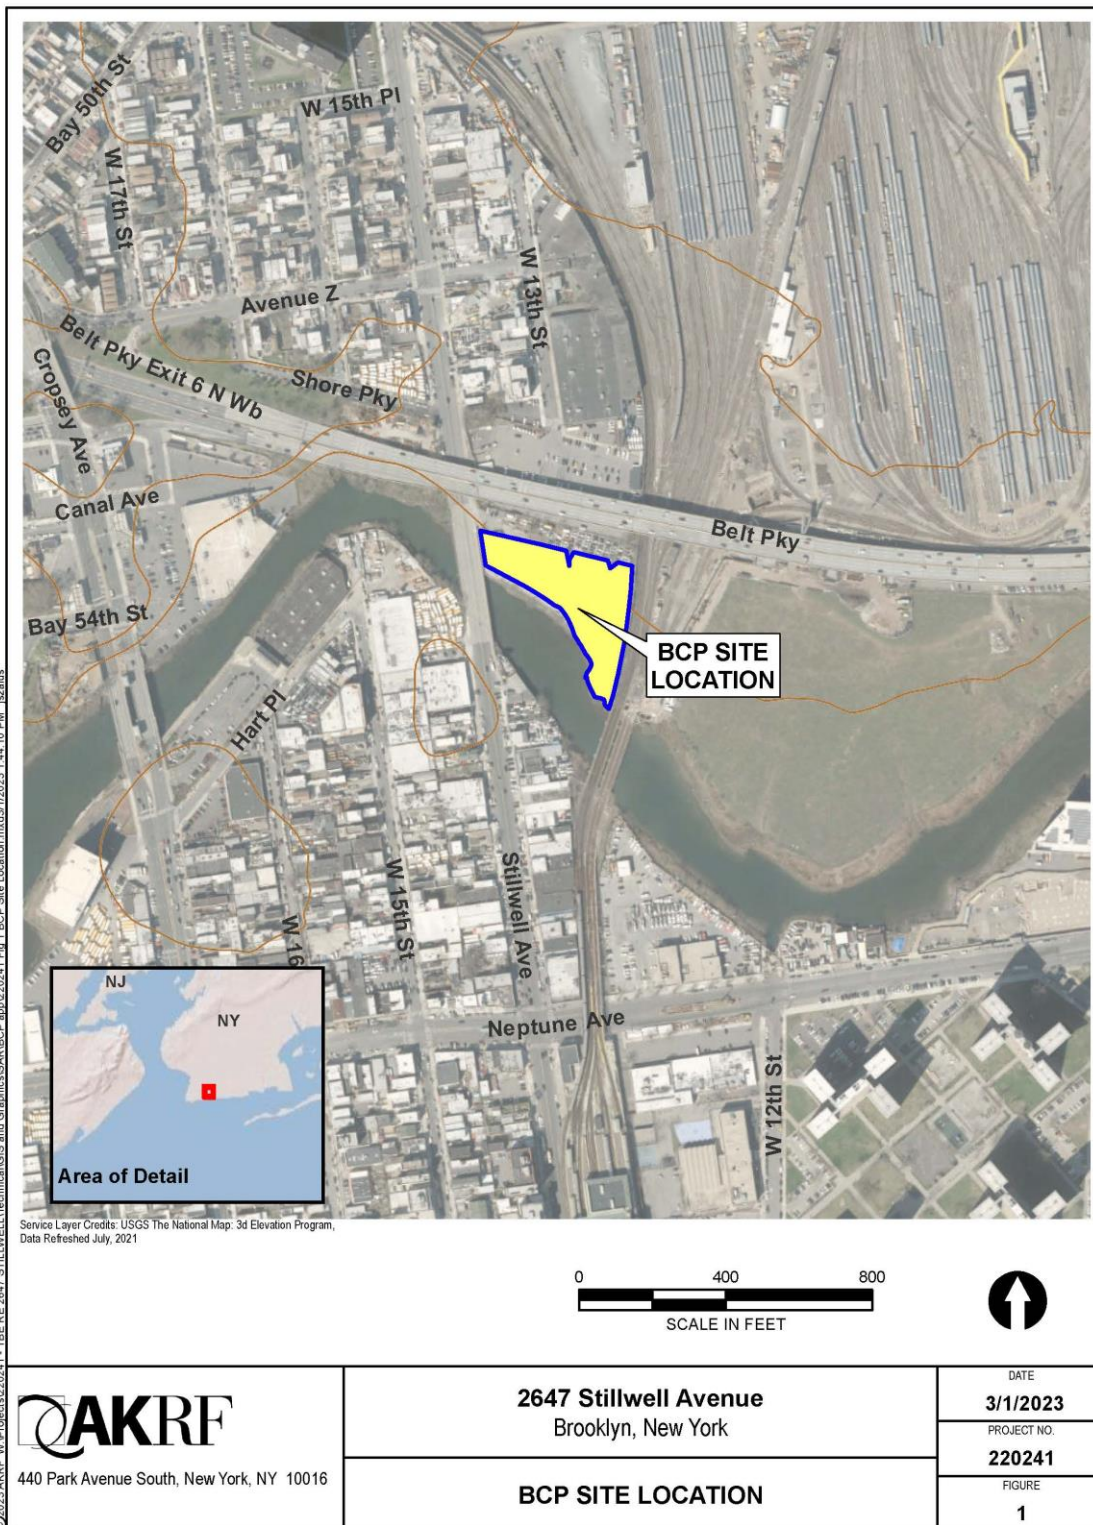 Bay 50th St
W 15th Pl
W 17th St
Avenue Z
W 13th St
Belt Pky Exit 6 N Wb
Shore Pky
Cropsey Ave
Canal Ave
Belt Pky
Bay 54th St
BCP SITE
LOCATION
Hart Pl
Stillwell Ave
W 15th St
W 16
NJ
NY
Neptune Ave
W 12th St
Area of Detail
Service Layer Credits: USGS The National Map: 3d Elevation Program,
Data Refreshed July, 2021
0 400 800
SCALE IN FEET
AKRF
440 Park Avenue South, New York, NY 10016
2647 Stillwell Avenue
Brooklyn, New York
BCP SITE LOCATION
DATE
3/1/2023
PROJECT NO.
220241
FIGURE
1